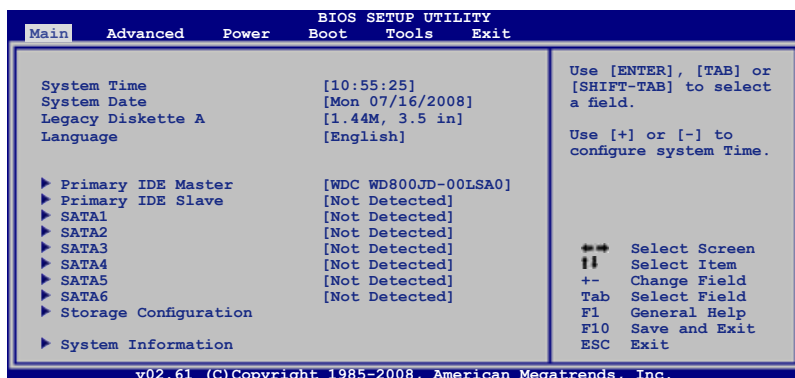 BIOS SETUP UTILITY
Main Advanced Power Boot Tools Exit
System Time [10:55:25]
System Date [Mon 07/16/2008]
Legacy Diskette A [1.44M, 3.5 in]
Language [English]
Primary IDE Master [WDC WD800JD-00LSA0]
Primary IDE Slave [Not Detected]
SATA1 [Not Detected]
SATA2 [Not Detected]
SATA3 [Not Detected]
SATA4 [Not Detected]
SATA5 [Not Detected]
SATA6 [Not Detected]
Storage Configuration
System Information
Use [ENTER], [TAB] or
[SHIFT-TAB] to select
a field.
Use [+] or [-] to
configure system Time.
Select Screen
Select Item
+- Change Field
Tab Select Field
F1 General Help
F10 Save and Exit
ESC Exit
v02.61 (C)Copyright 1985-2008, American Megatrends, Inc.